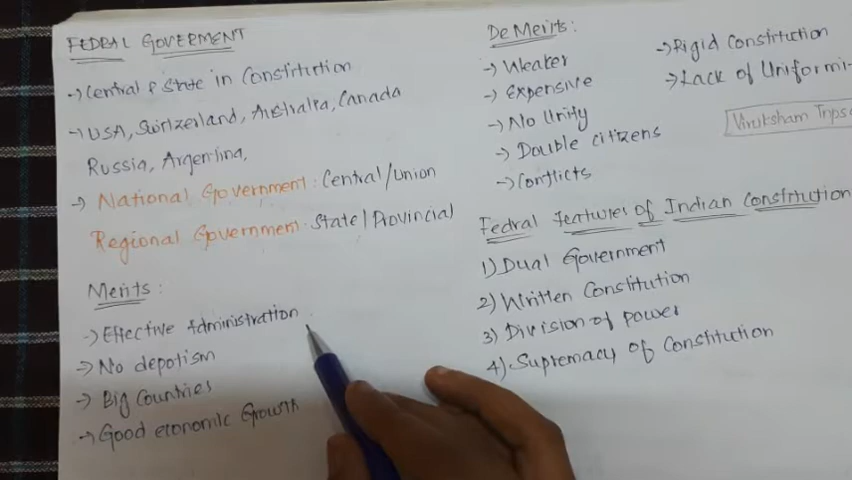 FEDRAL GOVERMENT
-> Central & State in Constitution
-> USA, Switzerland, Australia, Canada
Russia, Argentina,
-> National Government: Central/Union
Regional Government: State/Provincial
Merits:
-> Effective Administration
-> No depotism
-> Big Countries
-> Good economic Growth
DeMerits:
-> Weaker
-> Expensive
-> No Unity
-> Double citizens
-> Conflicts
-> Rigid Constitution
-> Lack of Uniformi-
Viruksham Tnpsc
Fedral features of Indian Constitution
1) Dual Government
2) Written Constitution
3) Division of power
4) Supremacy of Constitution